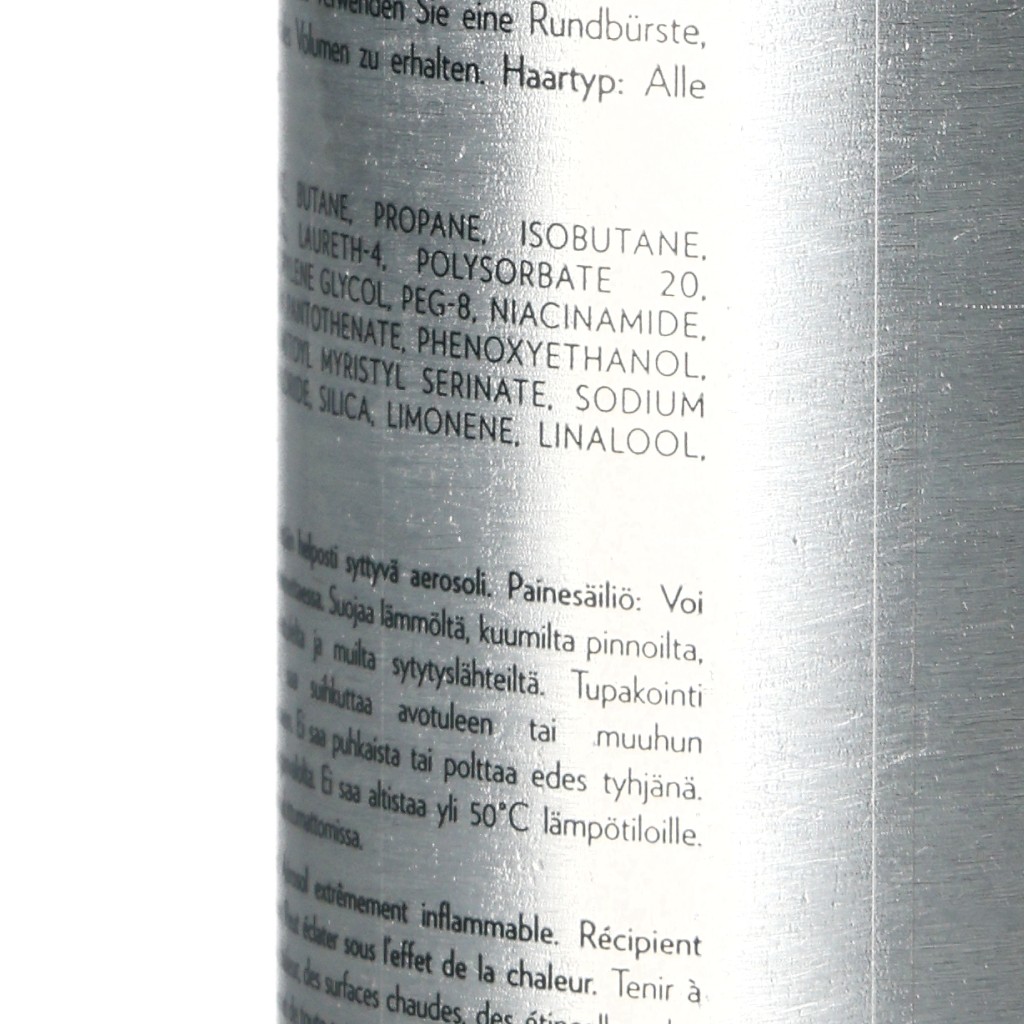 Sie eine Rundbürste,
Volumen zu erhalten. Haartyp: Alle
BUTANE, PROPANE, ISOBUTANE,
LAURETH-4, POLYSORBATE 20,
GLYCOL, PEG-8, NIACINAMIDE,
PHENOXYETHANOL,
MYRISTYL SERINATE, SODIUM
SILICA, LIMONENE, LINALOOL,
helposti syttyvä aerosoli. Painesäiliö: Voi
Suojaa lämmöltä, kuumilta pinnoilta,
ja muilta sytytyslähteiltä. Tupakointi
suihkuttaa avotuleen tai muuhun
Ei saa puhkaista tai polttaa edes tyhjänä.
Ei saa altistaa yli 50°C lämpötiloille.
extrêmement inflammable. Récipient
éclater sous l'effet de la chaleur. Tenir à
des surfaces chaudes, des